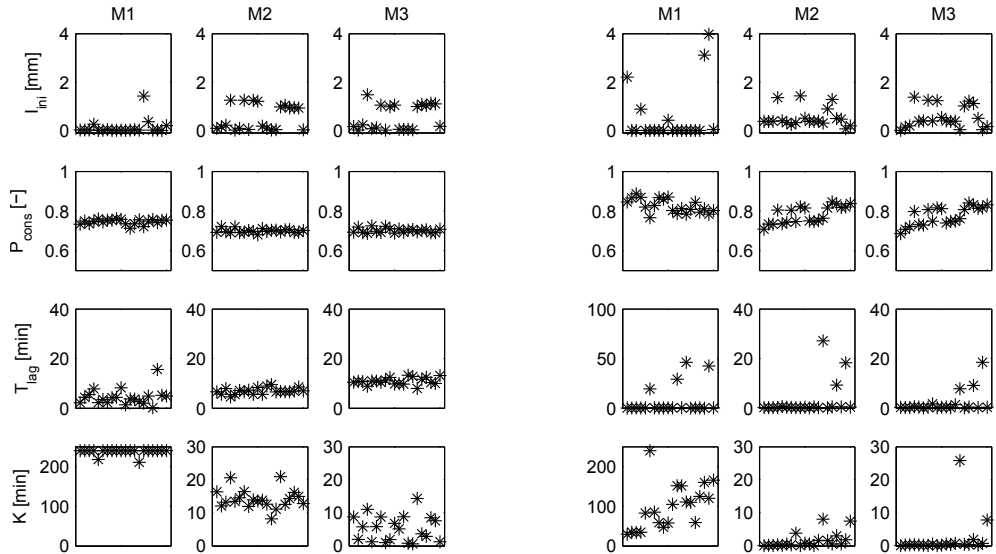 M1 M2 M3 M1 M2 M3
I_ini [mm] 4 2 0 4 2 0 4 2 0 4 2 0 4 2 0 4 2 0
P_cons [−] 1 0.8 0.6 1 0.8 0.6 1 0.8 0.6 1 0.8 0.6 1 0.8 0.6 1 0.8 0.6
T_lag [min] 40 20 0 40 20 0 40 20 0 100 50 0 40 20 0 40 20 0
K [min] 200 100 0 30 20 10 0 30 20 10 0 200 100 0 30 20 10 0 30 20 10 0